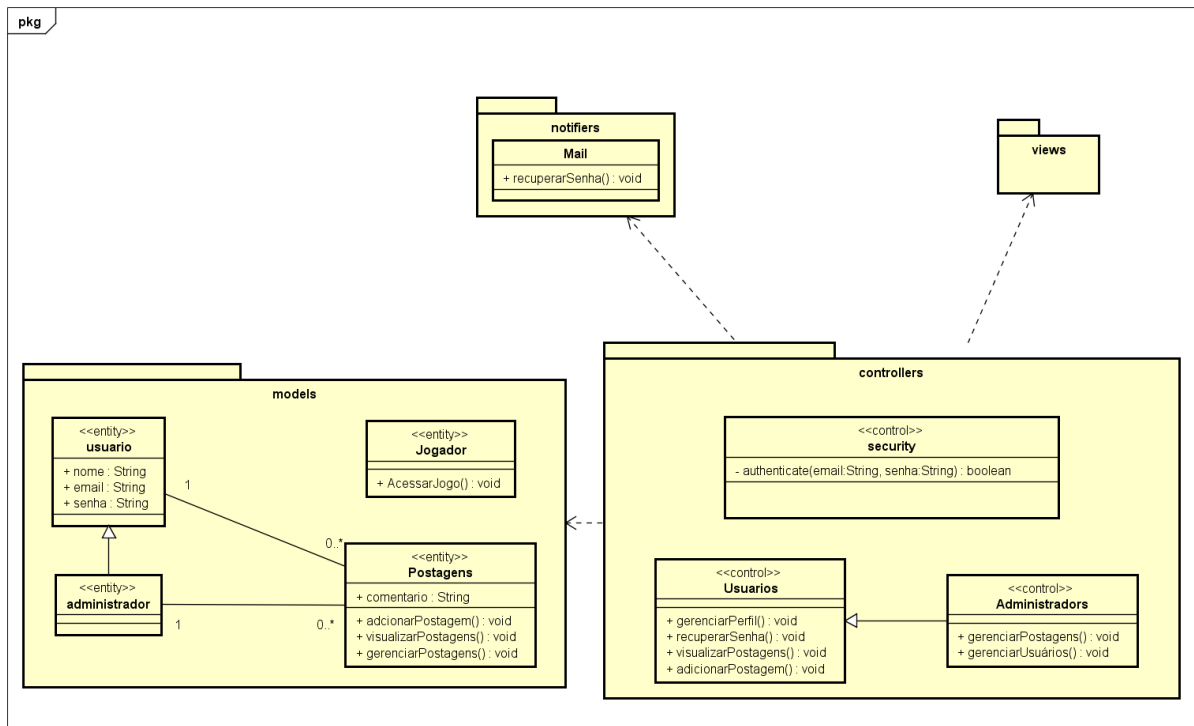 pkg
notifiers
Mail
+ recuperarSenha() : void
views
models
<<entity>>
usuario
+ nome : String
+ email : String
+ senha : String
1
0..*
<<entity>>
Jogador
+ AcessarJogo() : void
<<entity>>
administrador
1
0..*
<<entity>>
Postagens
+ comentario : String
+ adcionarPostagem() : void
+ visualizarPostagens() : void
+ gerenciarPostagens() : void
controllers
<<control>>
security
- authenticate(email:String, senha:String) : boolean
<<control>>
Usuarios
+ gerenciarPerfil() : void
+ recuperarSenha() : void
+ visualizarPostagens() : void
+ adicionarPostagem() : void
<<control>>
Administradors
+ gerenciarPostagens() : void
+ gerenciarUsuários() : void